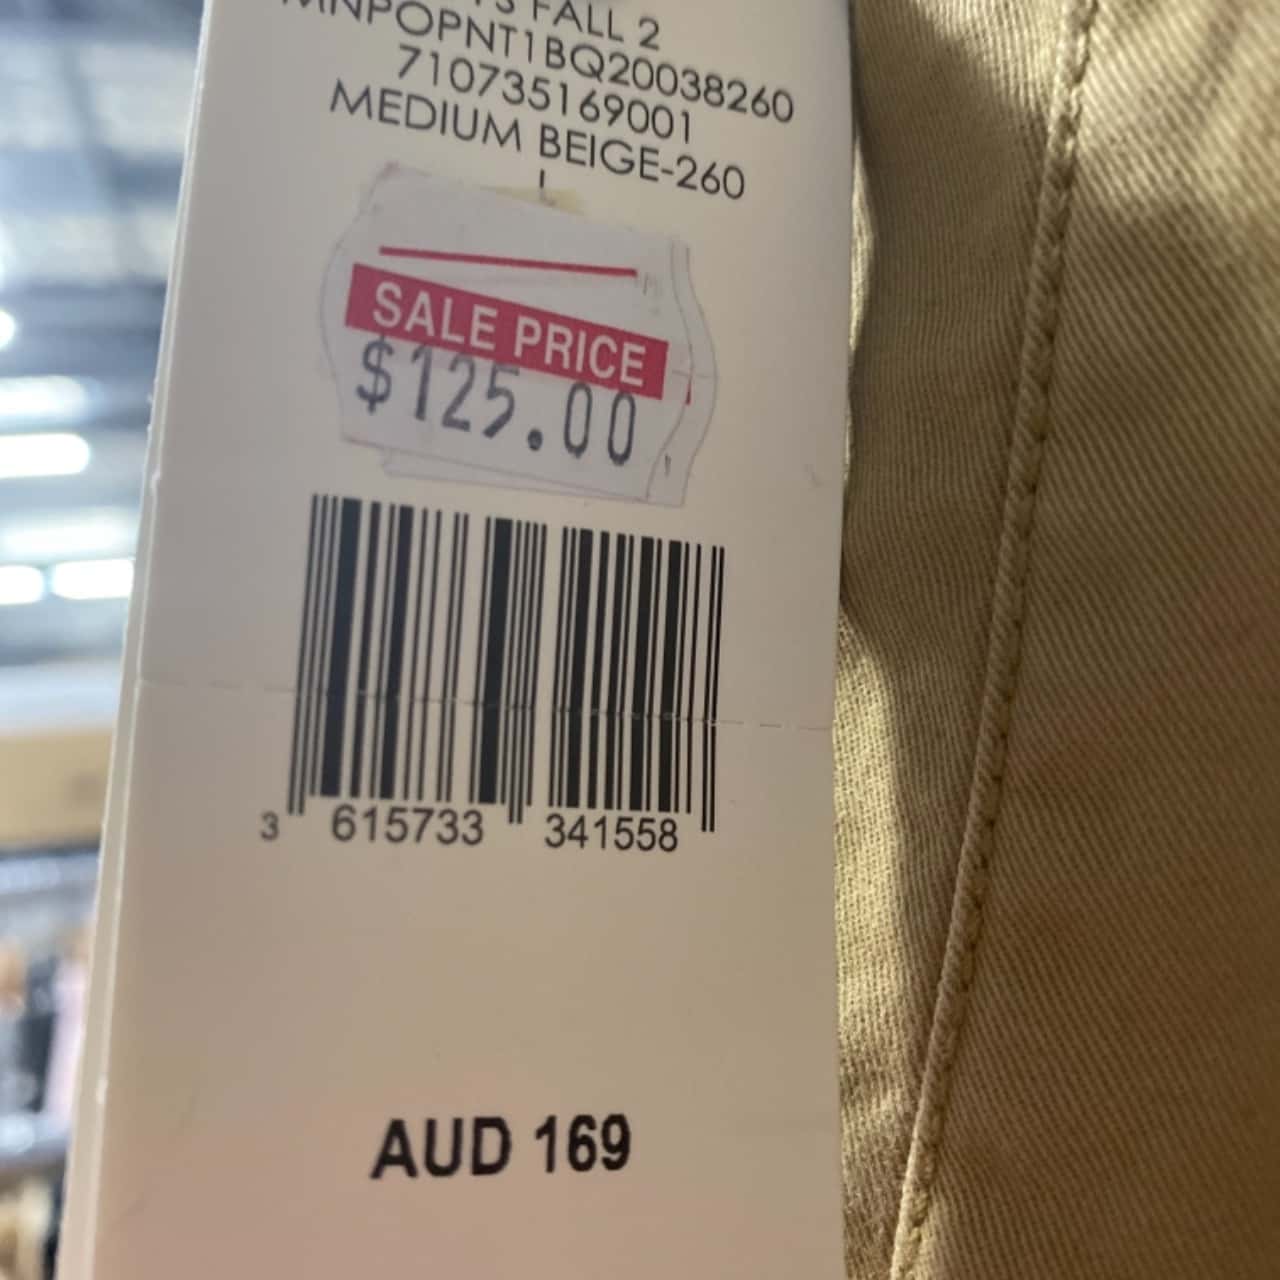 FALL 2
MNPOPNT1BQ20038260
710735169001
MEDIUM BEIGE-260
L
SALE PRICE
$125.00
3 615733 341558
AUD 169